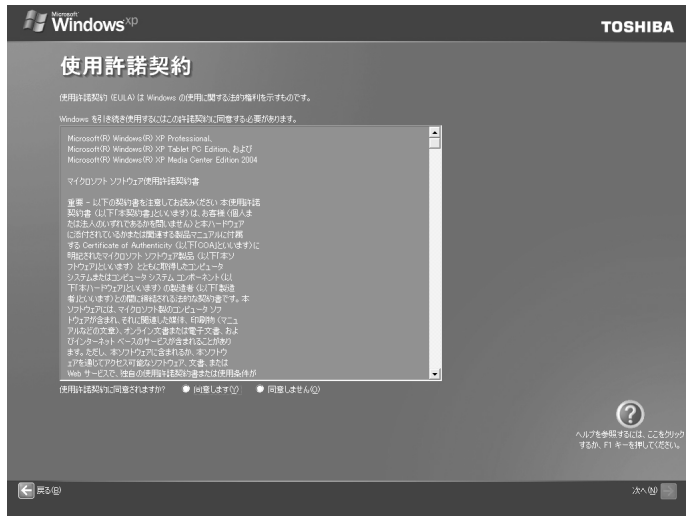 Microsoft
Windows xp
TOSHIBA
使用許諾契約
使用許諾契約 (EULA) は Windows の使用に関する法的権利を示すものです。
Windows を引き続き使用するにはこの許諾契約に同意する必要があります。
Microsoft(R) Windows(R) XP Professional,
Microsoft(R) Windows(R) XP Tablet PC Edition, および
Microsoft(R) Windows(R) XP Media Center Edition 2004
マイクロソフト ソフトウェア使用許諾契約書
重要 - 以下の契約書を注意してお読みください 本使用許諾
契約書 (以下「本契約書」といいます) は、お客様 (個人ま
たは法人のいずれであるかを問いません) と本ハードウェア
に添付されているかまたは関連する製品マニュアルに付属
する Certificate of Authenticity (以下「COA」といいます) に
明記されたマイクロソフト ソフトウェア製品 (以下「本ソ
フトウェア」といいます) とともに取得したコンピュータ
システムまたはコンピュータ システム コンポーネント (以
下「本ハードウェア」といいます) の製造者 (以下「製造
者」といいます) との間に締結される法的な契約書です。本
ソフトウェアには、マイクロソフト製のコンピュータ ソフ
トウェアが含まれ、それに関連した媒体、印刷物 (マニュ
アルなどの文章)、オンライン文書または電子文書、およ
びインターネット ベースのサービスが含まれることがあり
ます。ただし、本ソフトウェアに含まれるか、本ソフトウ
ェアを通じてアクセス可能なソフトウェア、文書、または
Web サービスで、独自の使用許諾契約書または使用条件が
使用許諾契約に同意されますか? 同意します(Y) 同意しません(O)
ヘルプを参照するには、ここをクリック
するか、F1 キーを押してください。
戻る(B)
次へ(N)